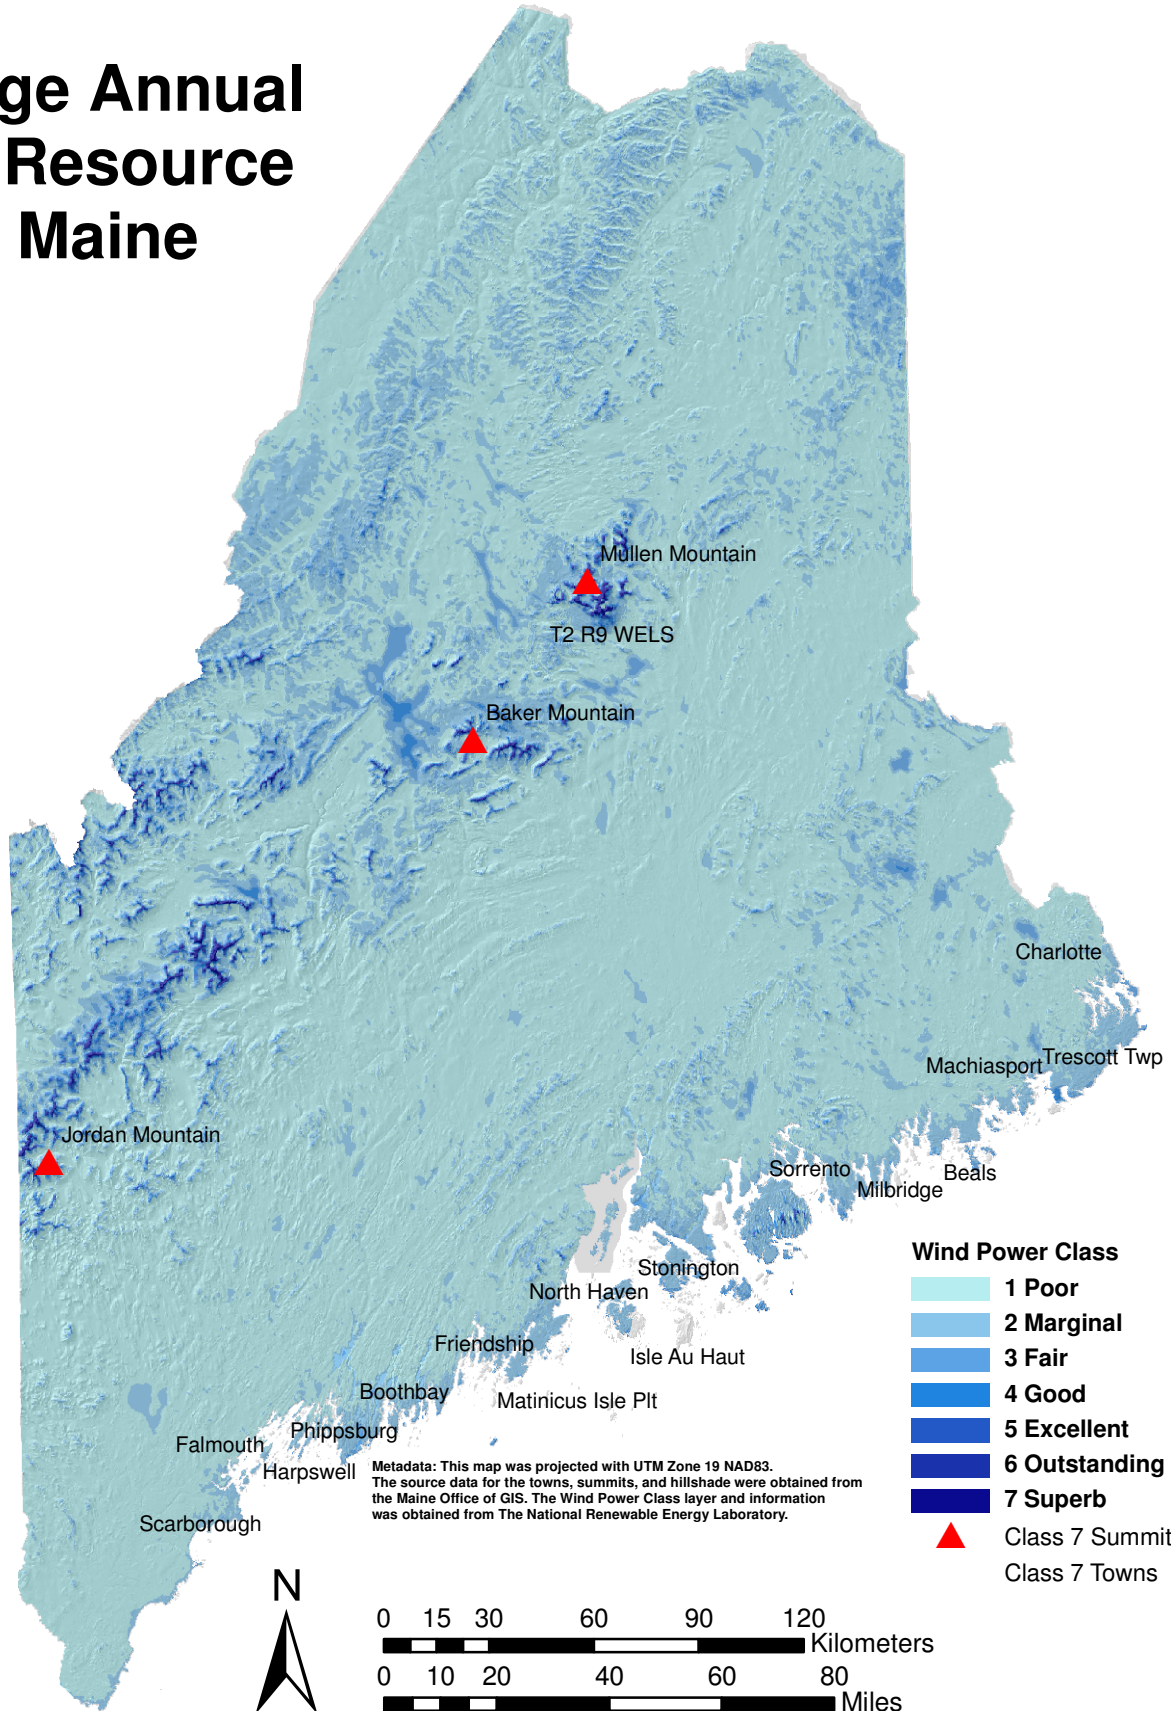 ge Annual
Resource
Maine
Mullen Mountain
T2 R9 WELS
Baker Mountain
Charlotte
Machiasport
Trescott Twp
Jordan Mountain
Sorrento
Beals
Milbridge
Stonington
North Haven
Friendship
Isle Au Haut
Boothbay
Matinicus Isle Plt
Phippsburg
Falmouth
Harpswell
Scarborough
Wind Power Class
1 Poor
2 Marginal
3 Fair
4 Good
5 Excellent
6 Outstanding
7 Superb
Class 7 Summit
Class 7 Towns
Metadata: This map was projected with UTM Zone 19 NAD83.
The source data for the towns, summits, and hillshade were obtained from
the Maine Office of GIS. The Wind Power Class layer and information
was obtained from The National Renewable Energy Laboratory.
N
0 15 30 60 90 120
Kilometers
0 10 20 40 60 80
Miles